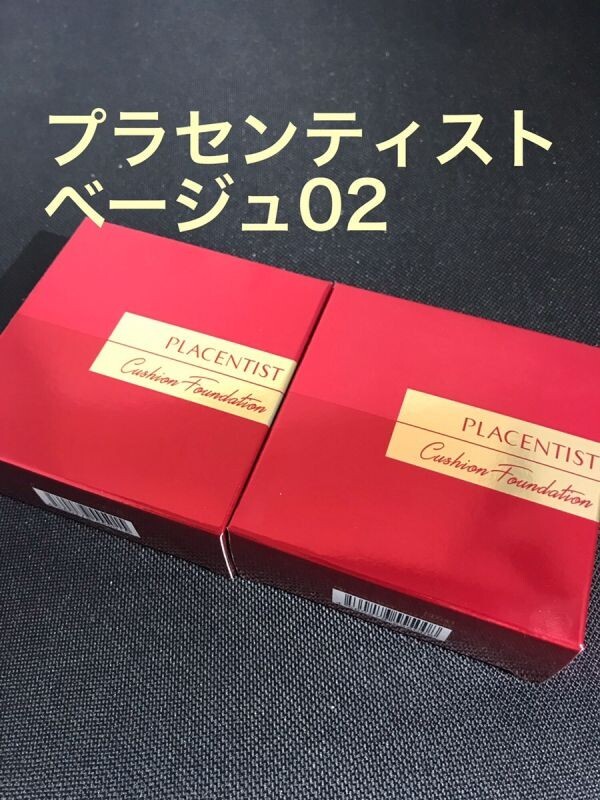 プラセンティスト
ベージュ02
PLACENTIST
Cushion Foundation
PLACENTIST
Cushion Foundation